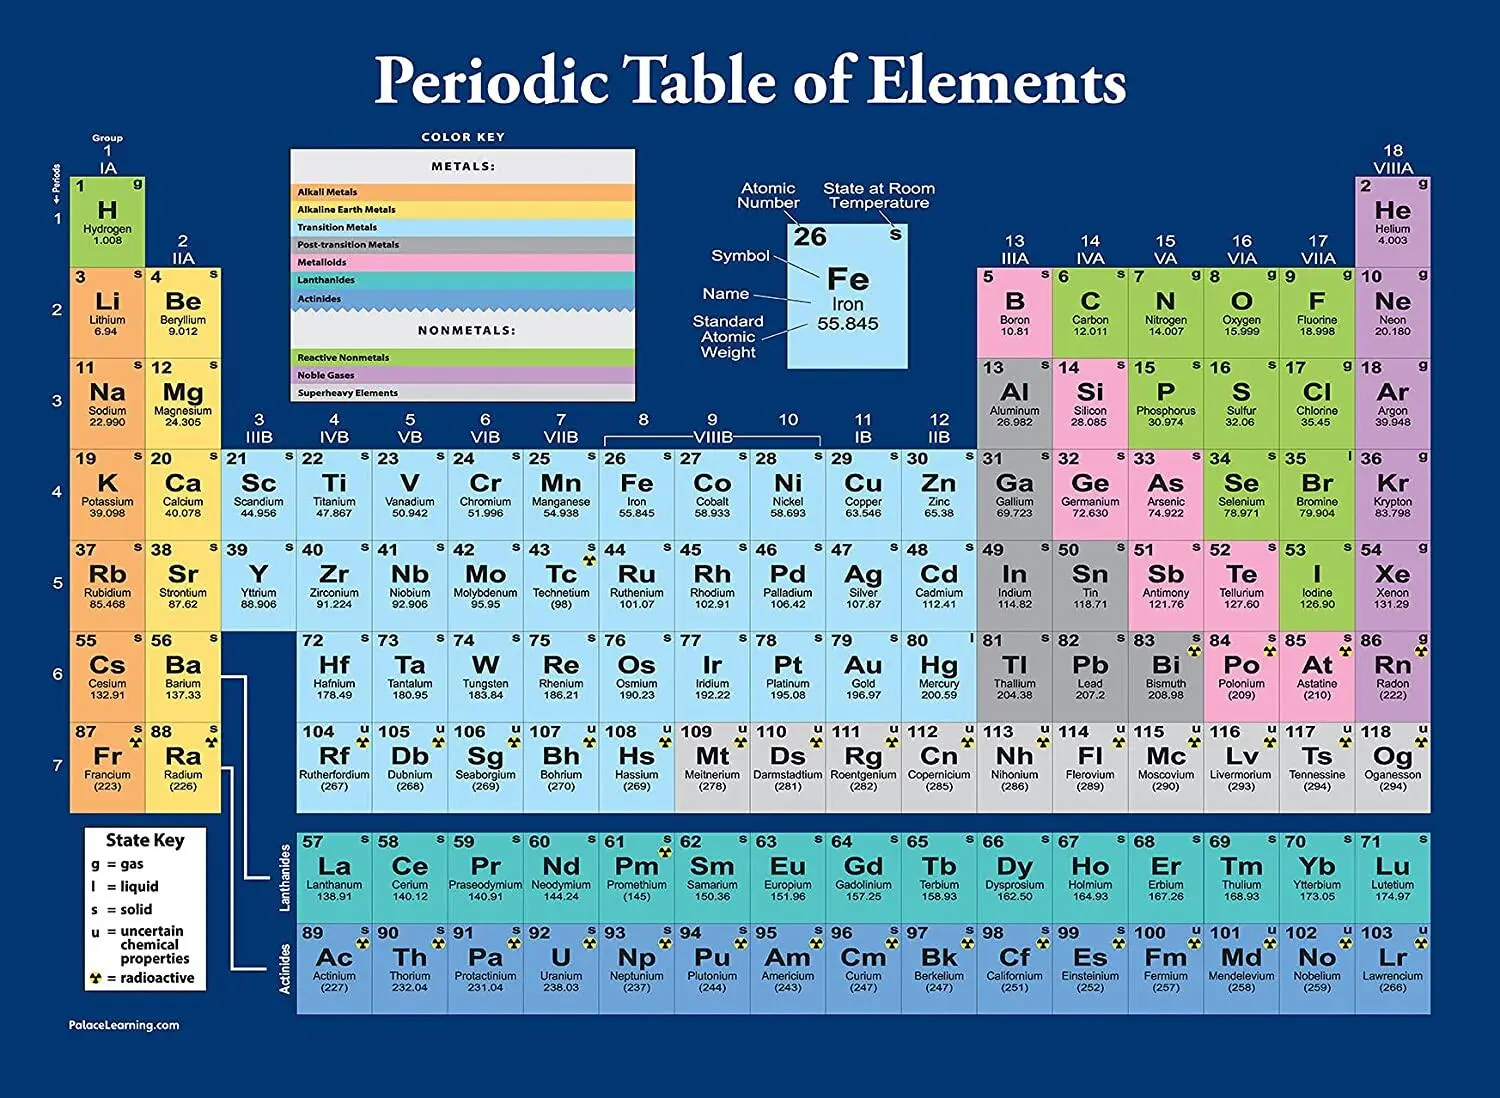 Periodic Table of Elements
COLOR KEY
METALS:
Alkali Metals
Alkaline Earth Metals
Transition Metals
Post-transition Metals
Metalloids
Lanthanides
Actinides
NONMETALS:
Reactive Nonmetals
Noble Gases
Superheavy Elements
Atomic Number
State at Room Temperature
26 s
Symbol
Fe
Name
Iron
Standard Atomic Weight
55.845
Group
Periods
1 2 3 4 5 6 7 8 9 10 11 12 13 14 15 16 17 18
IA IIA IIIB IVB VB VIB VIIB VIIIB IB IIB IIIA IVA VA VIA VIIA VIIIA
1
1 g H Hydrogen 1.008
2 g He Helium 4.003
2
3 s Li Lithium 6.94
4 s Be Beryllium 9.012
5 s B Boron 10.81
6 s C Carbon 12.011
7 g N Nitrogen 14.007
8 g O Oxygen 15.999
9 g F Fluorine 18.998
10 g Ne Neon 20.180
3
11 s Na Sodium 22.990
12 s Mg Magnesium 24.305
13 s Al Aluminum 26.982
14 s Si Silicon 28.085
15 s P Phosphorus 30.974
16 s S Sulfur 32.06
17 g Cl Chlorine 35.45
18 g Ar Argon 39.948
4
19 s K Potassium 39.098
20 s Ca Calcium 40.078
21 s Sc Scandium 44.956
22 s Ti Titanium 47.867
23 s V Vanadium 50.942
24 s Cr Chromium 51.996
25 s Mn Manganese 54.938
26 s Fe Iron 55.845
27 s Co Cobalt 58.933
28 s Ni Nickel 58.693
29 s Cu Copper 63.546
30 s Zn Zinc 65.38
31 s Ga Gallium 69.723
32 s Ge Germanium 72.630
33 s As Arsenic 74.922
34 s Se Selenium 78.971
35 l Br Bromine 79.904
36 g Kr Krypton 83.798
5
37 s Rb Rubidium 85.468
38 s Sr Strontium 87.62
39 s Y Yttrium 88.906
40 s Zr Zirconium 91.224
41 s Nb Niobium 92.906
42 s Mo Molybdenum 95.95
43 s Tc Technetium (98)
44 s Ru Ruthenium 101.07
45 s Rh Rhodium 102.91
46 s Pd Palladium 106.42
47 s Ag Silver 107.87
48 s Cd Cadmium 112.41
49 s In Indium 114.82
50 s Sn Tin 118.71
51 s Sb Antimony 121.76
52 s Te Tellurium 127.60
53 s I Iodine 126.90
54 g Xe Xenon 131.29
6
55 s Cs Cesium 132.91
56 s Ba Barium 137.33
72 s Hf Hafnium 178.49
73 s Ta Tantalum 180.95
74 s W Tungsten 183.84
75 s Re Rhenium 186.21
76 s Os Osmium 190.23
77 s Ir Iridium 192.22
78 s Pt Platinum 195.08
79 s Au Gold 196.97
80 l Hg Mercury 200.59
81 s Tl Thallium 204.38
82 s Pb Lead 207.2
83 s Bi Bismuth 208.98
84 s Po Polonium (209)
85 s At Astatine (210)
86 g Rn Radon (222)
7
87 s Fr Francium (223)
88 s Ra Radium (226)
104 u Rf Rutherfordium (267)
105 u Db Dubnium (268)
106 u Sg Seaborgium (269)
107 u Bh Bohrium (270)
108 u Hs Hassium (269)
109 u Mt Meitnerium (278)
110 u Ds Darmstadtium (281)
111 u Rg Roentgenium (282)
112 u Cn Copernicium (285)
113 u Nh Nihonium (286)
114 u Fl Flerovium (289)
115 u Mc Moscovium (290)
116 u Lv Livermorium (293)
117 u Ts Tennessine (294)
118 u Og Oganesson (294)
Lanthanides
57 s La Lanthanum 138.91
58 s Ce Cerium 140.12
59 s Pr Praseodymium 140.91
60 s Nd Neodymium 144.24
61 s Pm Promethium (145)
62 s Sm Samarium 150.36
63 s Eu Europium 151.96
64 s Gd Gadolinium 157.25
65 s Tb Terbium 158.93
66 s Dy Dysprosium 162.50
67 s Ho Holmium 164.93
68 s Er Erbium 167.26
69 s Tm Thulium 168.93
70 s Yb Ytterbium 173.05
71 s Lu Lutetium 174.97
Actinides
89 s Ac Actinium (227)
90 s Th Thorium 232.04
91 s Pa Protactinium 231.04
92 s U Uranium 238.03
93 s Np Neptunium (237)
94 s Pu Plutonium (244)
95 s Am Americium (243)
96 s Cm Curium (247)
97 s Bk Berkelium (247)
98 s Cf Californium (251)
99 s Es Einsteinium (252)
100 u Fm Fermium (257)
101 u Md Mendelevium (258)
102 u No Nobelium (259)
103 u Lr Lawrencium (266)
State Key
g = gas
l = liquid
s = solid
u = uncertain
chemical
properties
= radioactive
PalaceLearning.com